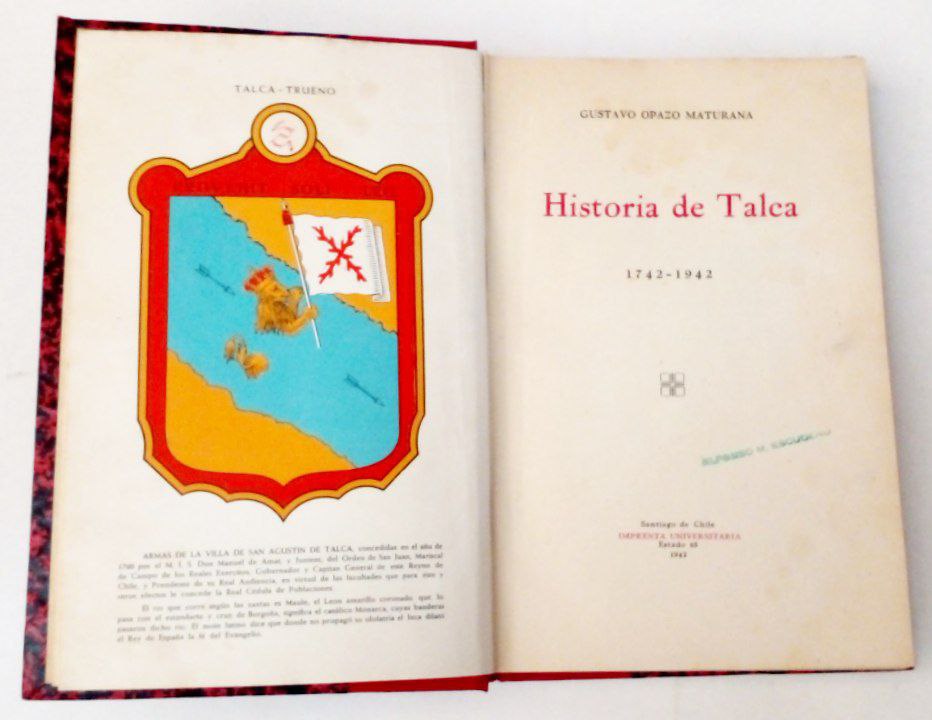 TALCA - TRUENO
ARMAS DE LA VILLA DE SAN AGUSTIN DE TALCA, concedidas en el año de
1760 por el M. I. S. Don Manuel de Amat, y Junient, del Orden de San Juan, Mariscal
de Campo de los Reales Exercitos, Gobernador y Capitan General de este Reyno de
Chile, y Presidente de su Real Audiencia, en virtud de las facultades que para este y
otros efectos le concede la Real Cédula de Poblaciones
El rio que corre según las saetas es Maule, el Leon amarillo coronado que lo
pasa con el estandarte y cruz de Borgoña, significa el católico Monarca, cuyas banderas
pasaron dicho rio. El mote latino dice que donde no propagó su idolatria el Inca dilató
el Rey de España la fé del Evangelio.
GUSTAVO OPAZO MATURANA
Historia de Talca
1742-1942
ALFONSO M. ESCUDERO
Santiago de Chile
IMPRENTA UNIVERSITARIA
Estado 63
1942